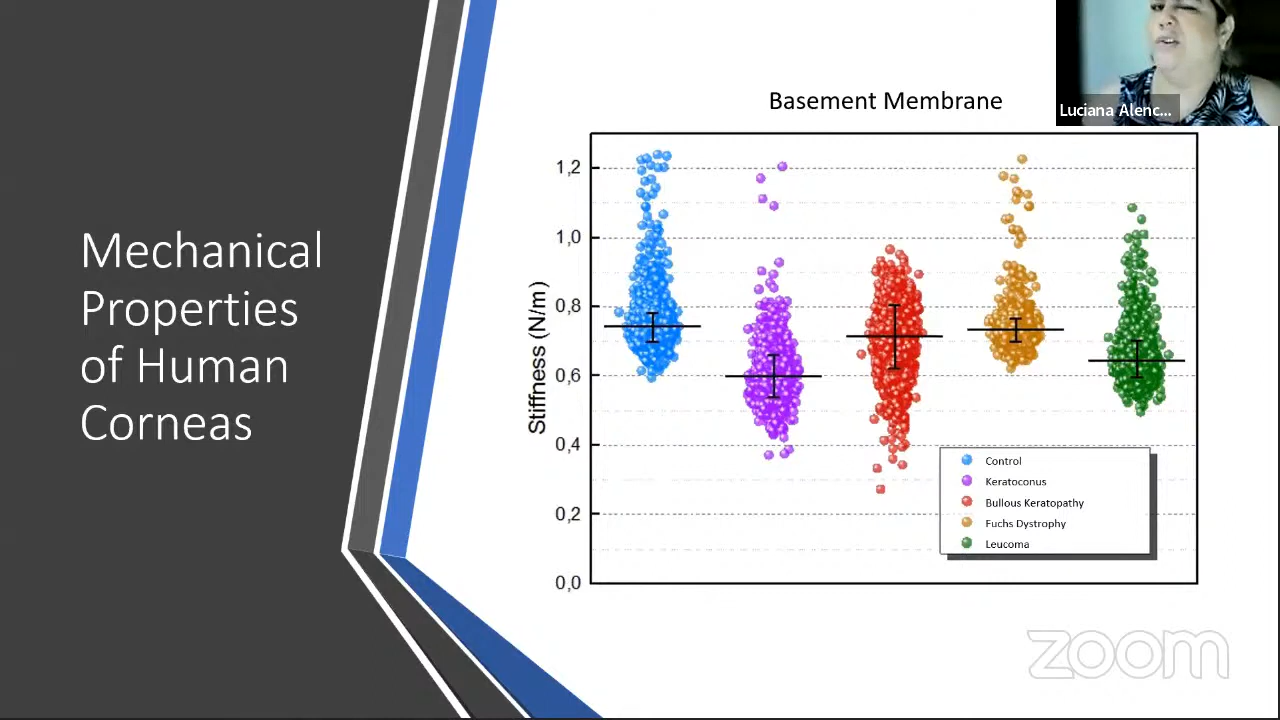 Mechanical
Properties
of Human
Corneas
Basement Membrane
Luciana Alenc...
Stiffness (N/m)
1,2
1,0
0,8
0,6
0,4
0,2
0,0
Control
Keratoconus
Bullous Keratopathy
Fuchs Dystrophy
Leucoma
zoom